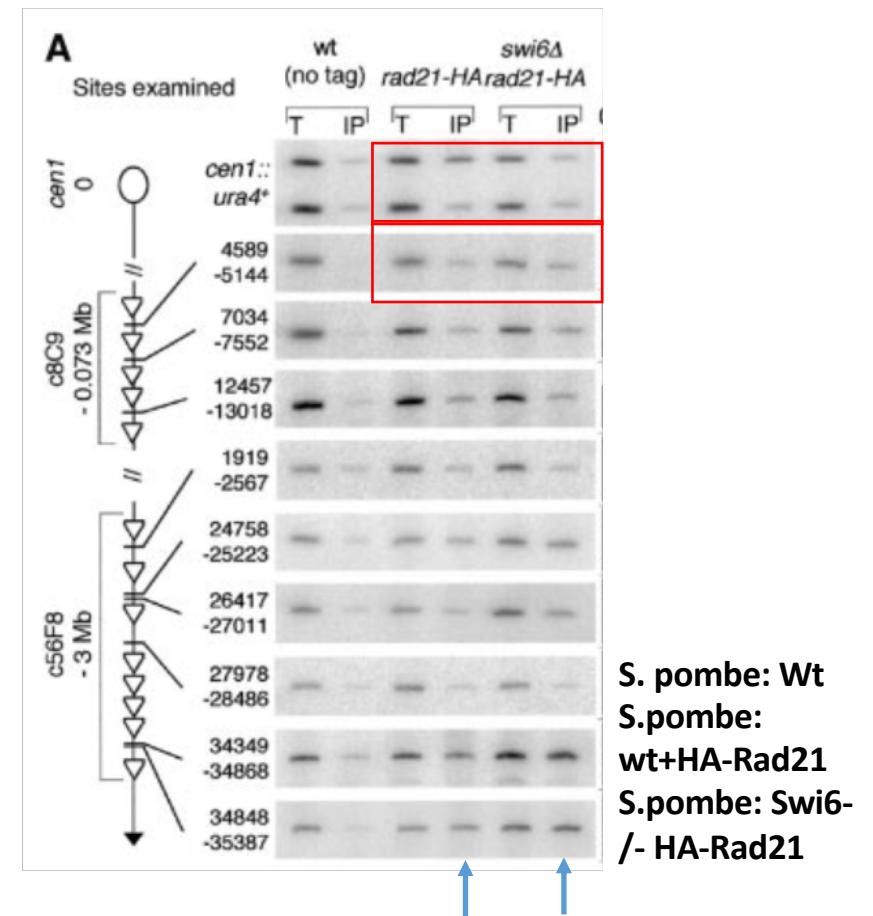 A
Sites examined
wt
(no tag)
rad21-HA
swi6Δ
rad21-HA
T IP T IP T IP
cen1
0
cen1::
ura4+
4589
-5144
7034
-7552
12457
-13018
c8C9
- 0.073 Mb
1919
-2567
24758
-25223
26417
-27011
27978
-28486
34349
-34868
34848
-35387
c56F8
- 3 Mb
S. pombe: Wt
S.pombe:
wt+HA-Rad21
S.pombe: Swi6-
/- HA-Rad21